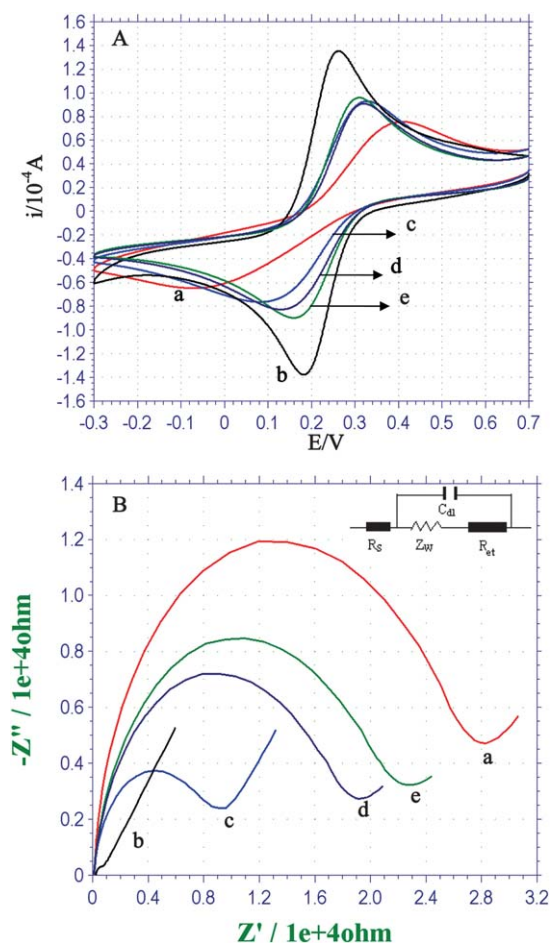 A
i/10⁻⁴A
1.6
1.4
1.2
1.0
0.8
0.6
0.4
0.2
0
-0.2
-0.4
-0.6
-0.8
-1.0
-1.2
-1.4
-1.6
c
d
e
a
b
-0.3 -0.2 -0.1 0 0.1 0.2 0.3 0.4 0.5 0.6 0.7
E/V
B
-Z'' / 1e+4ohm
1.4
1.2
1.0
0.8
0.6
0.4
0.2
0
Cdl
Rs Zw Ret
a
b c d e
0 0.4 0.8 1.2 1.6 2.0 2.4 2.8 3.2
Z' / 1e+4ohm